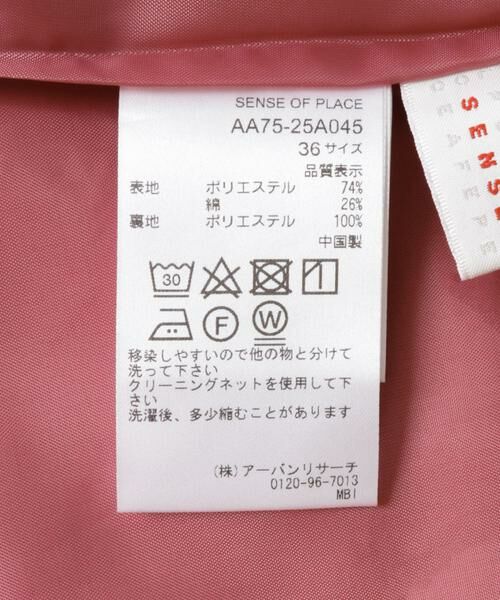 SENSE OF PLACE
AA75-25A045
36サイズ
品質表示
表地 ポリエステル 74%
綿 26%
裏地 ポリエステル 100%
中国製
30
F W
移染しやすいので他の物と分けて
洗って下さい
クリーニングネットを使用して下
さい
洗濯後、多少縮むことがあります
(株)アーバンリサーチ
0120-96-7013
MBI
SENSE